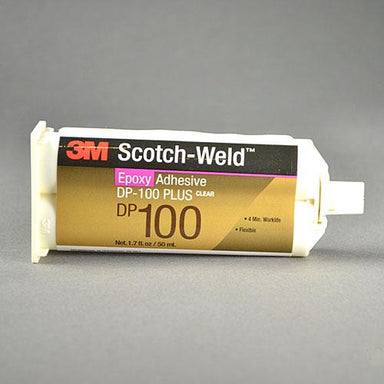 3M Scotch-Weld™
Epoxy Adhesive
DP-100 PLUS CLEAR
DP100
• 4 Min. Worklife
• Flexible
Net. 1.7 fl. oz / 50 mL